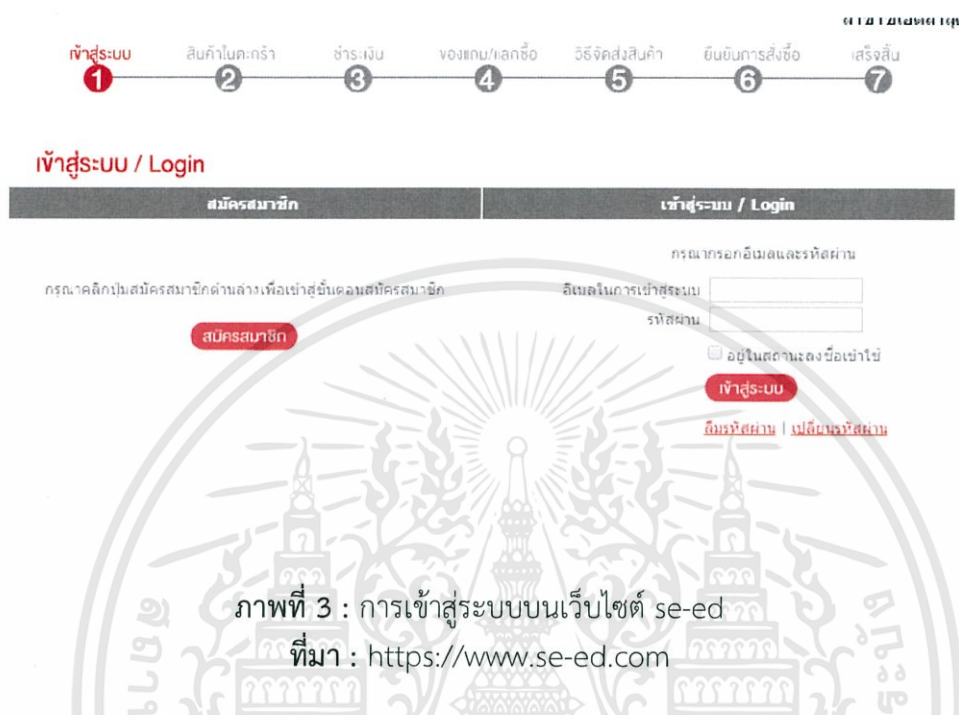 เข้าสู่ระบบ สินค้าในตะกร้า ชำระเงิน ของแถม/แลกซื้อ วิธีจัดส่งสินค้า ยืนยันการสั่งซื้อ เสร็จสิ้น
1 2 3 4 5 6 7
เข้าสู่ระบบ / Login
สมัครสมาชิก เข้าสู่ระบบ / Login
กรุณากรอกอีเมลและรหัสผ่าน
กรุณาคลิกปุ่มสมัครสมาชิกด้านล่างเพื่อเข้าสู่ขั้นตอนสมัครสมาชิก อีเมลในการเข้าสู่ระบบ
รหัสผ่าน
สมัครสมาชิก
อยู่ในสถานะลงชื่อเข้าใช้
เข้าสู่ระบบ
ลืมรหัสผ่าน | เปลี่ยนรหัสผ่าน
ภาพที่ 3 : การเข้าสู่ระบบบนเว็บไซต์ se-ed
ที่มา : https://www.se-ed.com